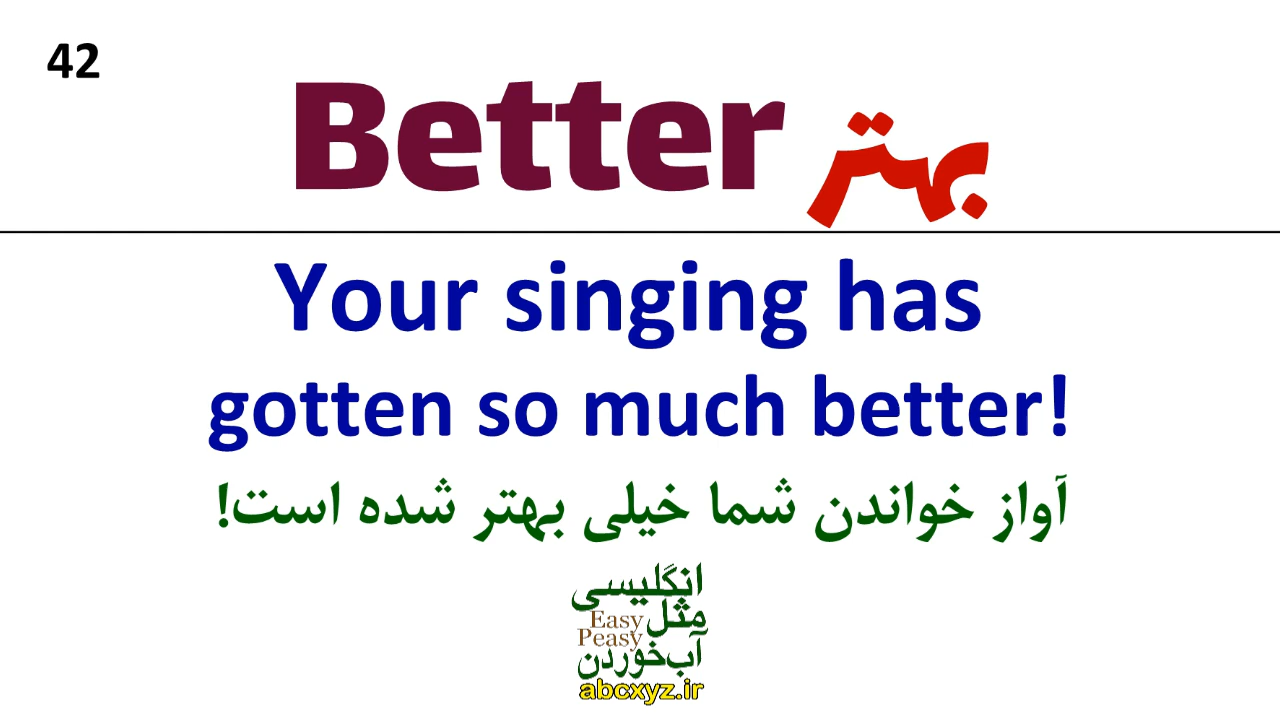 42
Better بهتر
Your singing has
gotten so much better!
آواز خواندن شما خیلی بهتر شده است!
انگلیسی
مثل
Easy
Peasy
آب‌خوردن
abcxyz.ir